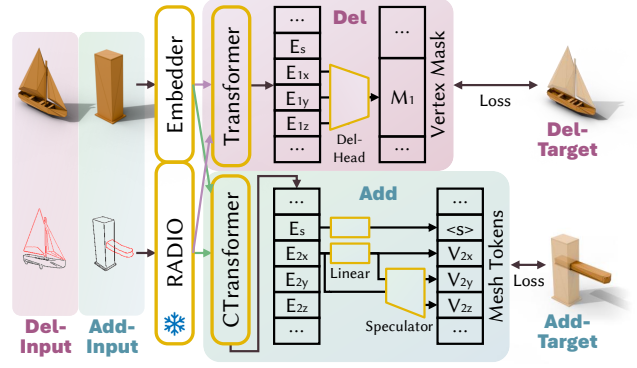 Del-
Input
Add-
Input
Embedder
RADIO
Transformer
CTransformer
Del
...
Es
E1x
E1y
E1z
...
Del-
Head
...
M1
...
Vertex Mask
Loss
Del-
Target
Add
...
Es
E2x
E2y
E2z
...
Linear
Speculator
...
<s>
V2x
V2y
V2z
...
Mesh Tokens
Loss
Add-
Target